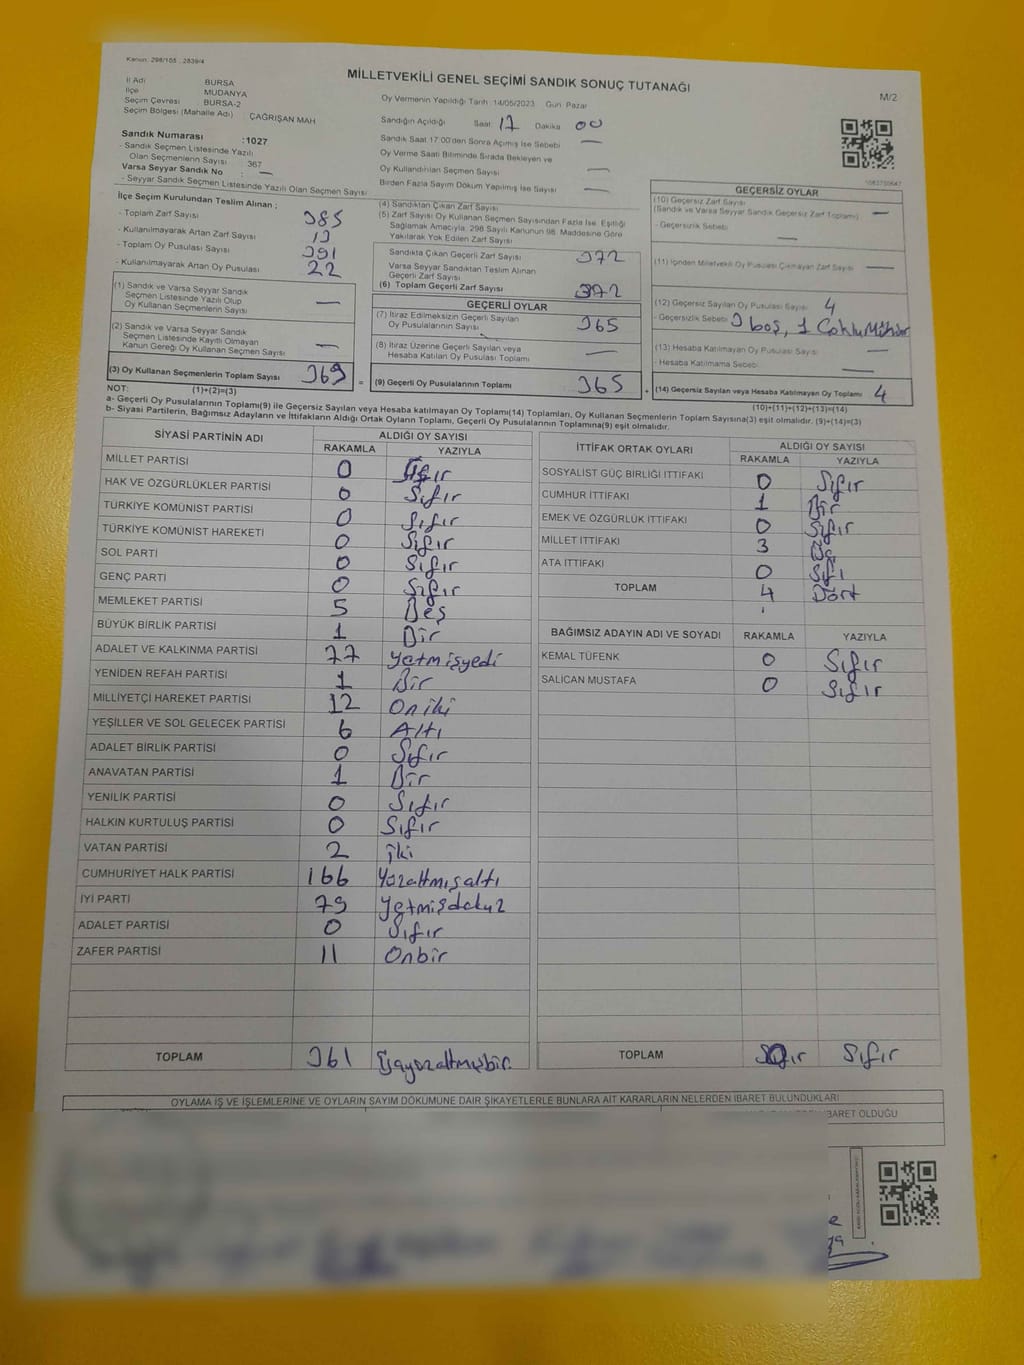 Kanun: 298/105 , 2839/4
MİLLETVEKİLİ GENEL SEÇİMİ SANDIK SONUÇ TUTANAĞI
M/2
İl Adı BURSA
İlçe MUDANYA
Seçim Çevresi BURSA-2
Seçim Bölgesi (Mahalle Adı) ÇAĞRIŞAN MAH
Oy Vermenin Yapıldığı Tarih :14/05/2023 Gün: Pazar
Sandığın Açıldığı Saat: 17 Dakika 00
Sandık Saat 17:00'den Sonra Açılmış İse Sebebi —
Oy Verme Saati Bitiminde Sırada Bekleyen ve
Oy Kullandırılan Seçmen Sayısı —
Birden Fazla Sayım Döküm Yapılmış İse Sayısı —
Sandık Numarası :1027
- Sandık Seçmen Listesinde Yazılı
Olan Seçmenlerin Sayısı : 367
Varsa Seyyar Sandık No —
- Seyyar Sandık Seçmen Listesinde Yazılı Olan Seçmen Sayısı
İlçe Seçim Kurulundan Teslim Alınan ;
- Toplam Zarf Sayısı 385
- Kullanılmayarak Artan Zarf Sayısı 13
- Toplam Oy Pusulası Sayısı 391
- Kullanılmayarak Artan Oy Pusulası 22
(1) Sandık ve Varsa Seyyar Sandık
Seçmen Listesinde Yazılı Olup
Oy Kullanan Seçmenlerin Sayısı —
(2) Sandık ve Varsa Seyyar Sandık
Seçmen Listesinde Kayıtlı Olmayan
Kanun Gereği Oy Kullanan Seçmen Sayısı —
(3) Oy Kullanan Seçmenlerin Toplam Sayısı 369 =
(4) Sandıktan Çıkan Zarf Sayısı
(5) Zarf Sayısı Oy Kullanan Seçmen Sayısından Fazla İse, Eşitliği
Sağlamak Amacıyla, 298 Sayılı Kanunun 98. Maddesine Göre
Yakılarak Yok Edilen Zarf Sayısı
Sandıkta Çıkan Geçerli Zarf Sayısı 372
Varsa Seyyar Sandıktan Teslim Alınan
Geçerli Zarf Sayısı
(6) Toplam Geçerli Zarf Sayısı 372
GEÇERLİ OYLAR
(7) İtiraz Edilmeksizin Geçerli Sayılan
Oy Pusulalarının Sayısı 365
(8) İtiraz Üzerine Geçerli Sayılan veya
Hesaba Katılan Oy Pusulası Toplamı —
(9) Geçerli Oy Pusulalarının Toplamı 365 +
GEÇERSİZ OYLAR
(10) Geçersiz Zarf Sayısı —
(Sandık ve Varsa Seyyar Sandık Geçersiz Zarf Toplamı)
- Geçersizlik Sebebi —
(11) İçinden Milletvekili Oy Pusulası Çıkmayan Zarf Sayısı —
(12) Geçersiz Sayılan Oy Pusulası Sayısı 4
- Geçersizlik Sebebi 3 boş, 1
(13) Hesaba Katılmayan Oy Pusulası Sayısı —
- Hesaba Katılmama Sebebi —
(14) Geçersiz Sayılan veya Hesaba Katılmayan Oy Toplamı 4
NOT: (1)+(2)=(3)
(10)+(11)+(12)+(13)=(14)
a- Geçerli Oy Pusulaları Toplamı(9) ile Geçersiz Sayılan veya Hesaba katılmayan Oy Toplamı(14) Toplamları, Oy Kullanan Seçmenlerin Toplam Sayısına(3) eşit olmalıdır. (9)+(14)=(3)
b- Siyasi Partilerin, Bağımsız Adayların ve İttifakların Aldığı Ortak Oyların Toplamı, Geçerli Oy Pusulalarının Toplamına(9) eşit olmalıdır.
SİYASİ PARTİNİN ADI ALDIĞI OY SAYISI
RAKAMLA YAZIYLA
MİLLET PARTİSİ 0 Sıfır
HAK VE ÖZGÜRLÜKLER PARTİSİ 0 Sıfır
TÜRKİYE KOMÜNİST PARTİSİ 0 Sıfır
TÜRKİYE KOMÜNİST HAREKETİ 0 Sıfır
SOL PARTİ 0 Sıfır
GENÇ PARTİ 0 Sıfır
MEMLEKET PARTİSİ 5 Beş
BÜYÜK BİRLİK PARTİSİ 1 Bir
ADALET VE KALKINMA PARTİSİ 77 yetmişyedi
YENİDEN REFAH PARTİSİ 1 Bir
MİLLİYETÇİ HAREKET PARTİSİ 12 Oniki
YEŞİLLER VE SOL GELECEK PARTİSİ 6 Altı
ADALET BİRLİK PARTİSİ 0 Sıfır
ANAVATAN PARTİSİ 1 Bir
YENİLİK PARTİSİ 0 Sıfır
HALKIN KURTULUŞ PARTİSİ 0 Sıfır
VATAN PARTİSİ 2 iki
CUMHURİYET HALK PARTİSİ 166 Yüzaltmışaltı
İYİ PARTİ 79 Yetmişdokuz
ADALET PARTİSİ 0 Sıfır
ZAFER PARTİSİ 11 Onbir
TOPLAM 361 Üçyüzaltmışbir
İTTİFAK ORTAK OYLARI ALDIĞI OY SAYISI
RAKAMLA YAZIYLA
SOSYALİST GÜÇ BİRLİĞİ İTTİFAKI 0 Sıfır
CUMHUR İTTİFAKI 1 Bir
EMEK VE ÖZGÜRLÜK İTTİFAKI 0 Sıfır
MİLLET İTTİFAKI 3 Üç
ATA İTTİFAKI 0 Sıfı
TOPLAM 4 Dört
BAĞIMSIZ ADAYIN ADI VE SOYADI RAKAMLA YAZIYLA
KEMAL TÜFENK 0 Sıfır
SALİCAN MUSTAFA 0 Sıfır
TOPLAM 0 Sıfır
OYLAMA İŞ VE İŞLEMLERİNE VE OYLARIN SAYIM DÖKÜMÜNE DAİR ŞİKAYETLERLE BUNLARA AİT KARARLARIN NELERDEN İBARET BULUNDUKLARI
İBARET OLDUĞU